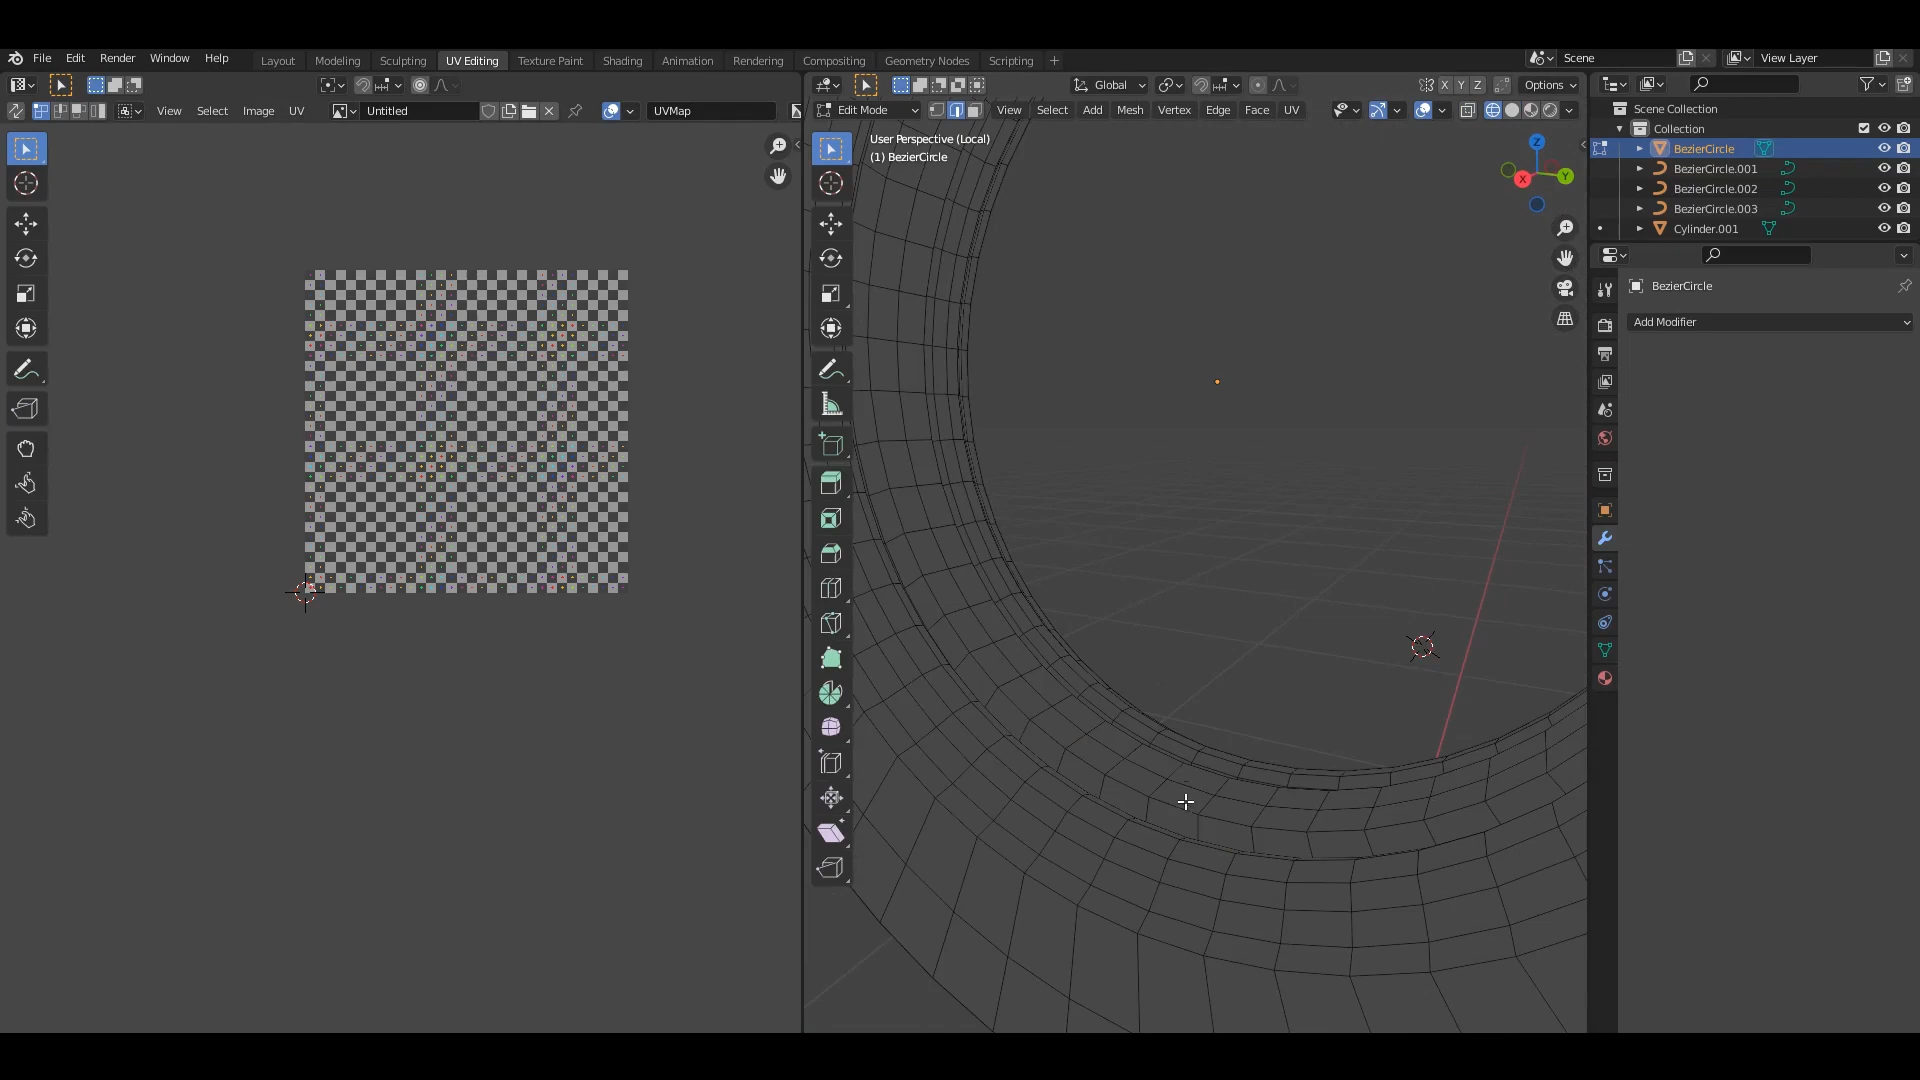 File Edit Render Window Help Layout Modeling Sculpting UV Editing Texture Paint Shading Animation Rendering Compositing Geometry Nodes Scripting + Scene View Layer
Global X Y Z Options
View Select Image UV Untitled UVMap Edit Mode View Select Add Mesh Vertex Edge Face UV
Scene Collection
Collection
BezierCircle
BezierCircle.001
BezierCircle.002
BezierCircle.003
Cylinder.001
User Perspective (Local)
(1) BezierCircle
Z
X Y
BezierCircle
Add Modifier